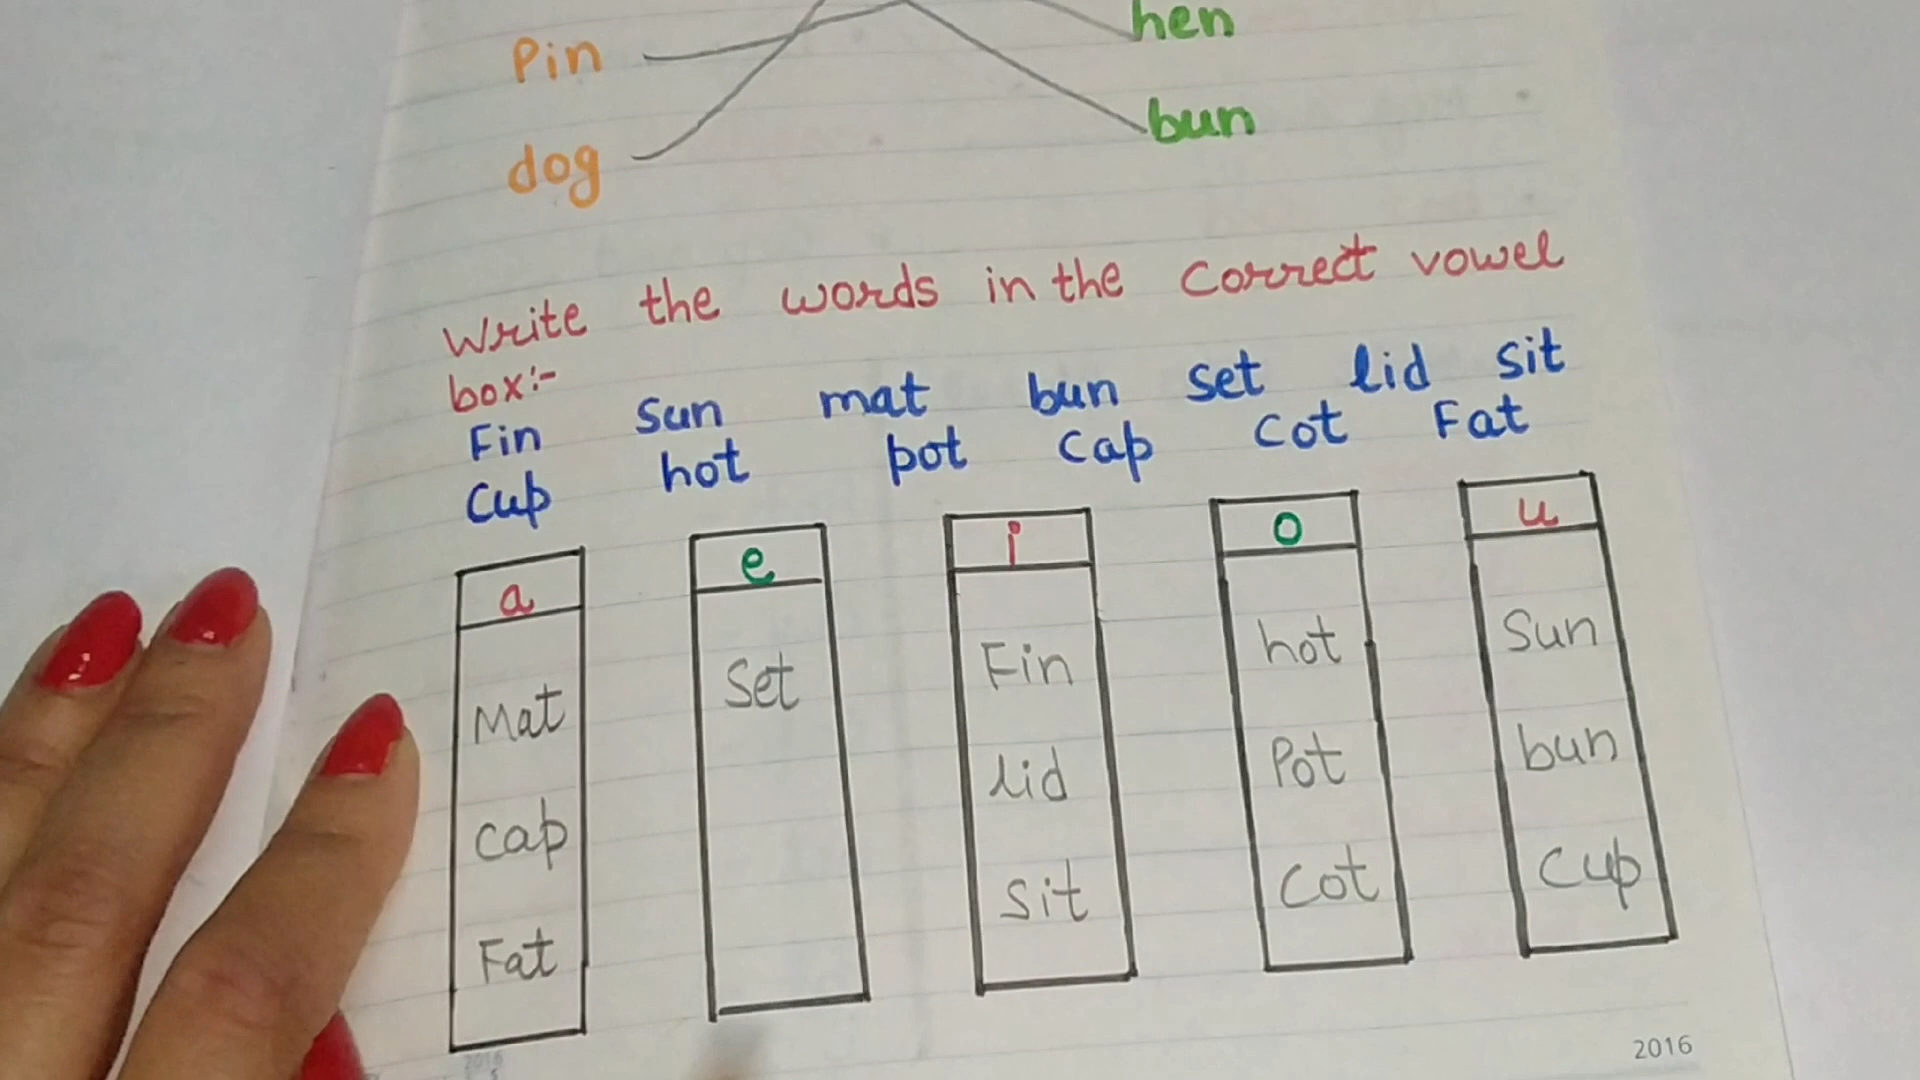 Pin hen
dog bun
Write the words in the correct vowel
box:-
Fin Sun mat bun set lid sit
Cup hot pot cap cot Fat
a e i o u
Mat Set Fin hot Sun
cap lid Pot bun
Fat sit cot cup
2016